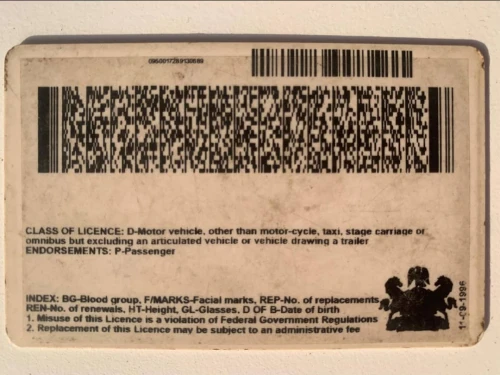 CLASS OF LICENCE: D-Motor vehicle, other than motor-cycle, taxi, stage carriage or
omnibus but excluding an articulated vehicle or vehicle drawing a trailer
ENDORSEMENTS: P-Passenger
INDEX: BG-Blood group, F/MARKS-Facial marks, REP-No. of replacements
REN-No. of renewals, HT-Height, GL-Glasses, D OF B-Date of birth
1. Misuse of this Licence is a violation of Federal Government Regulations
2. Replacement of this Licence may be subject to an administrative fee
11-09-1996